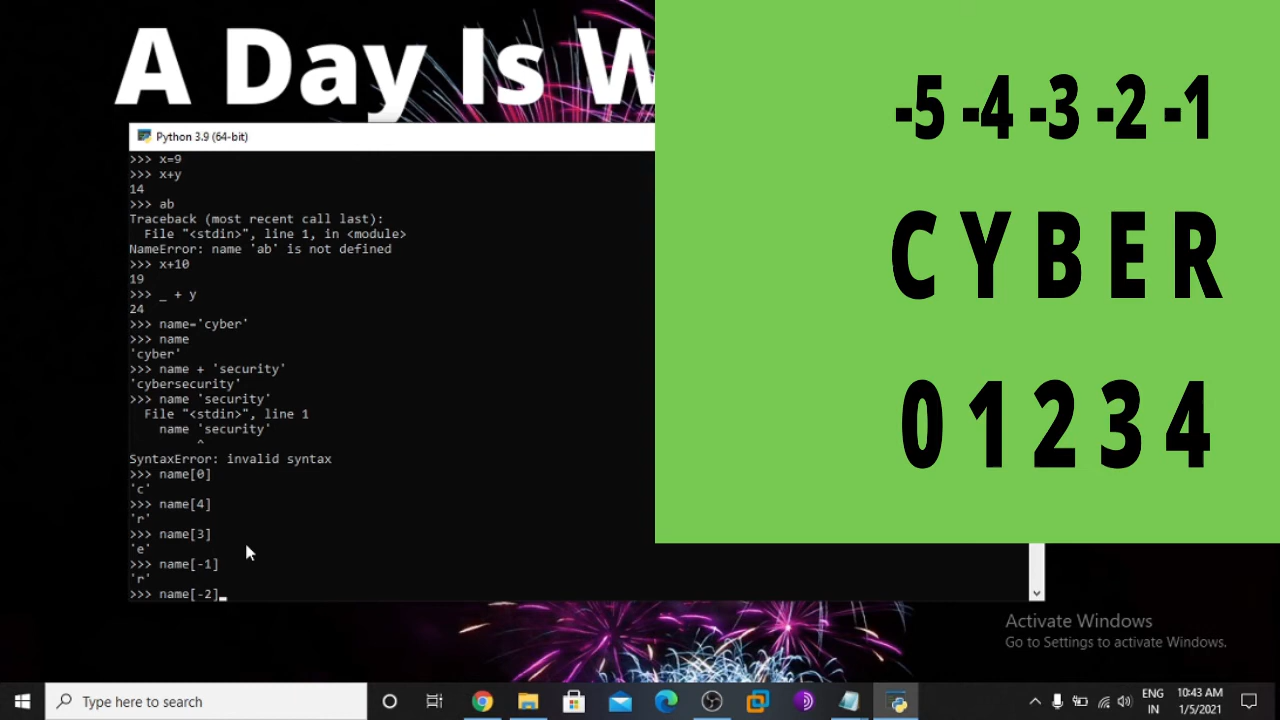 A Day Is W
Python 3.9 (64-bit)
>>> x=9
>>> x+y
14
>>> ab
Traceback (most recent call last):
  File "<stdin>", line 1, in <module>
NameError: name 'ab' is not defined
>>> x+10
19
>>> _ + y
24
>>> name='cyber'
>>> name
'cyber'
>>> name + 'security'
'cybersecurity'
>>> name 'security'
  File "<stdin>", line 1
    name 'security'
         ^
SyntaxError: invalid syntax
>>> name[0]
'c'
>>> name[4]
'r'
>>> name[3]
'e'
>>> name[-1]
'r'
>>> name[-2]
-5 -4 -3 -2 -1
C Y B E R
0 1 2 3 4
Activate Windows
Go to Settings to activate Windows.
Type here to search
ENG
IN
10:43 AM
1/5/2021